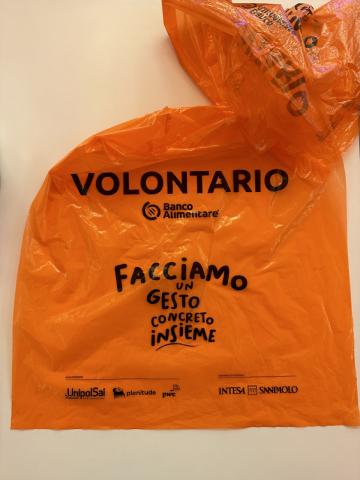 VOLONTARIO
Banco
Alimentare
FACCIAMO
UN
GESTO
CONCRETO
INSIEME
UnipolSai
plenitude
pwc
INTESA SANPAOLO